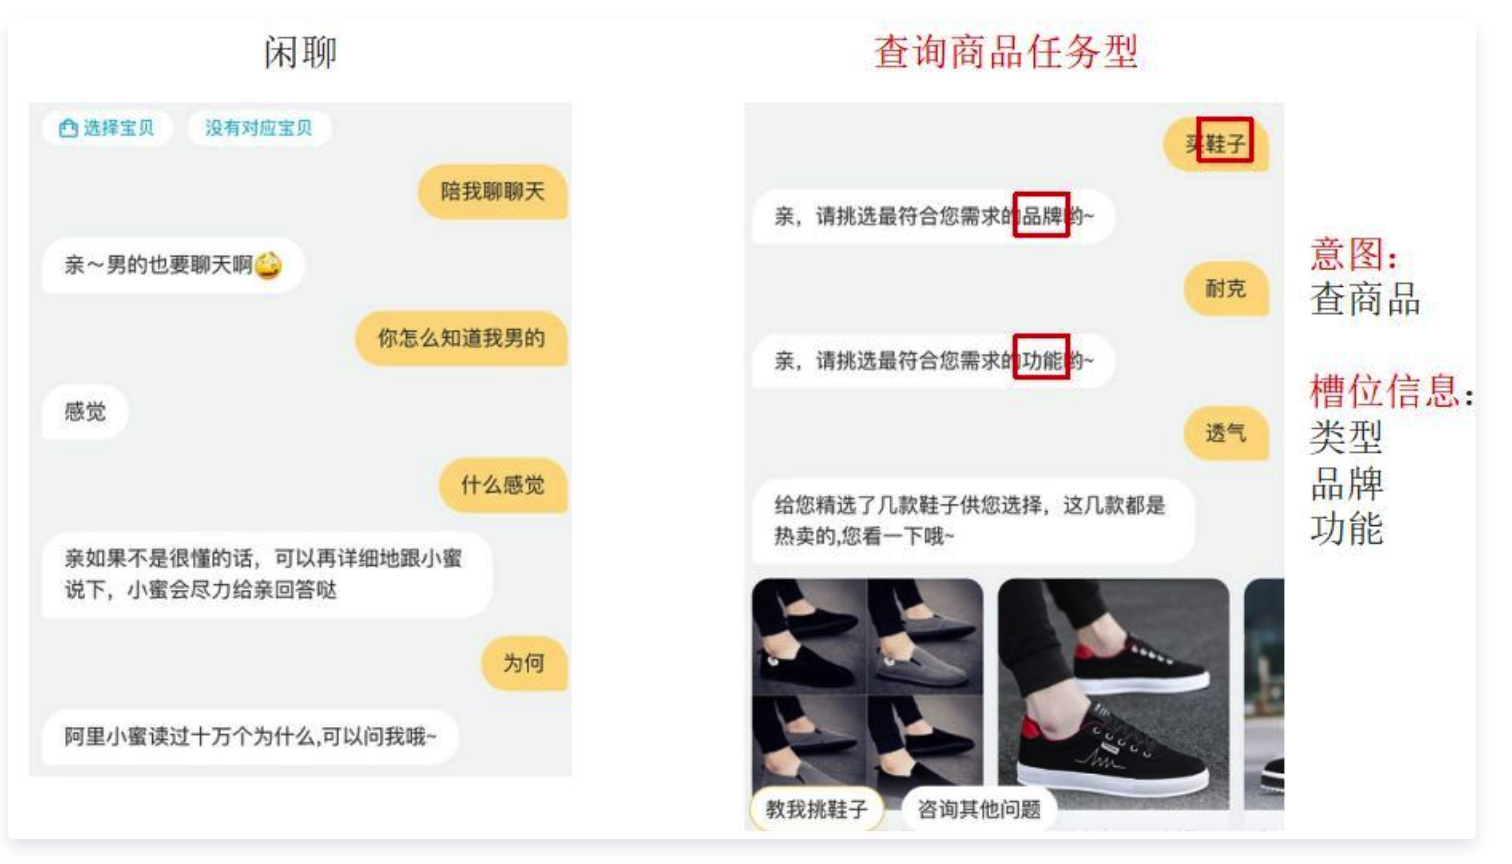 闲聊
选择宝贝
没有对应宝贝
陪我聊聊天
亲～男的也要聊天啊
你怎么知道我男的
感觉
什么感觉
亲如果不是很懂的话，可以再详细地跟小蜜
说下，小蜜会尽力给亲回答哒
为何
阿里小蜜读过十万个为什么,可以问我哦~
查询商品任务型
买鞋子
亲，请挑选最符合您需求的品牌哟~
耐克
亲，请挑选最符合您需求的功能哟~
透气
给您精选了几款鞋子供您选择，这几款都是
热卖的,您看一下哦~
教我挑鞋子
咨询其他问题
意图：
查商品
槽位信息：
类型
品牌
功能